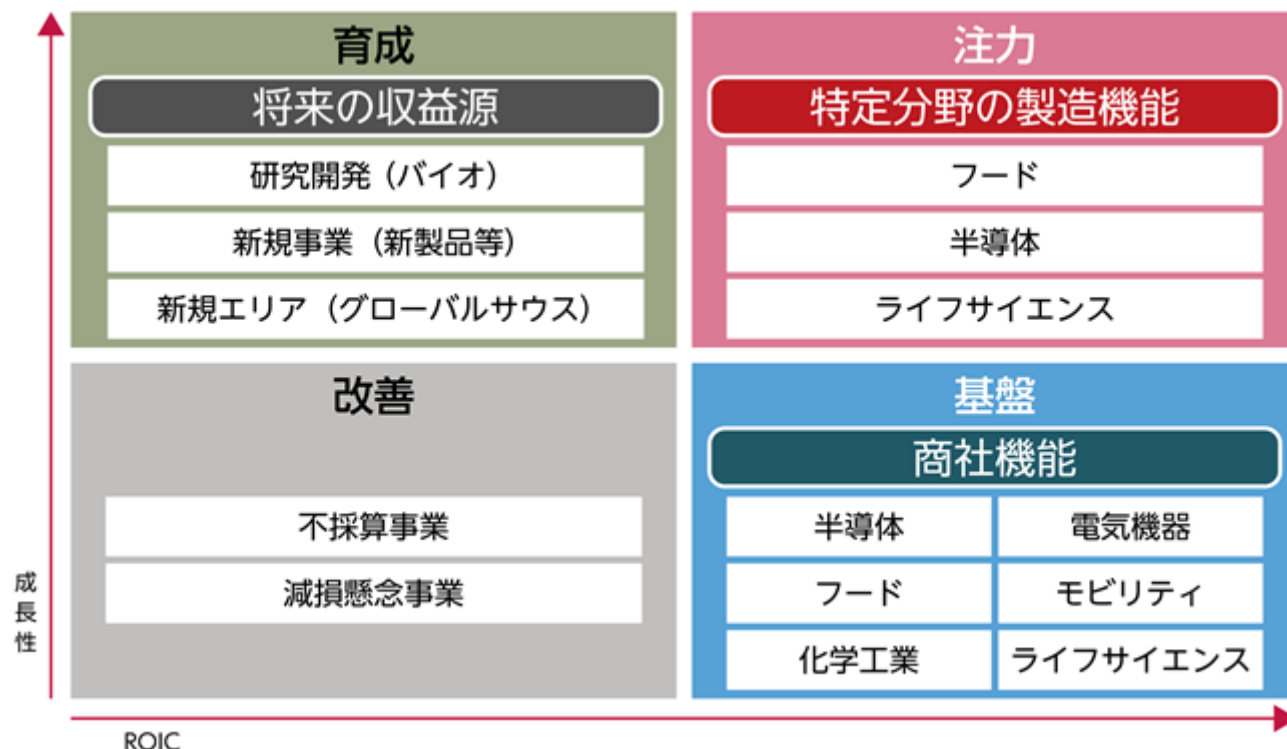 育成
将来の収益源
研究開発（バイオ）
新規事業（新製品等）
新規エリア（グローバルサウス）
注力
特定分野の製造機能
フード
半導体
ライフサイエンス
改善
不採算事業
減損懸念事業
基盤
商社機能
半導体
電気機器
フード
モビリティ
化学工業
ライフサイエンス
成長性
ROIC